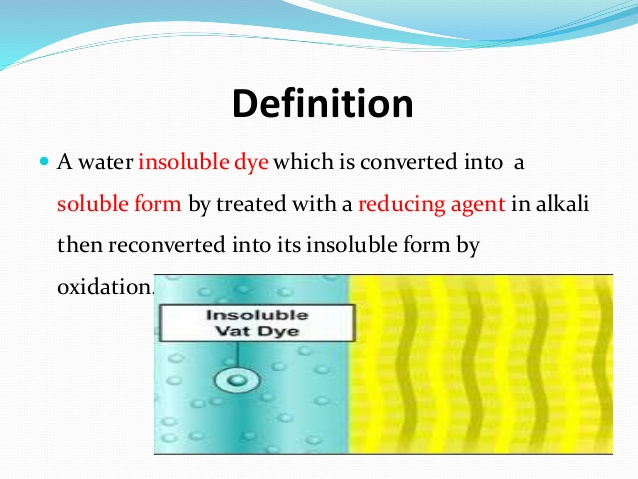 Definition
A water insoluble dye which is converted into a
soluble form by treated with a reducing agent in alkali
then reconverted into its insoluble form by
oxidation.
Insoluble
Vat Dye